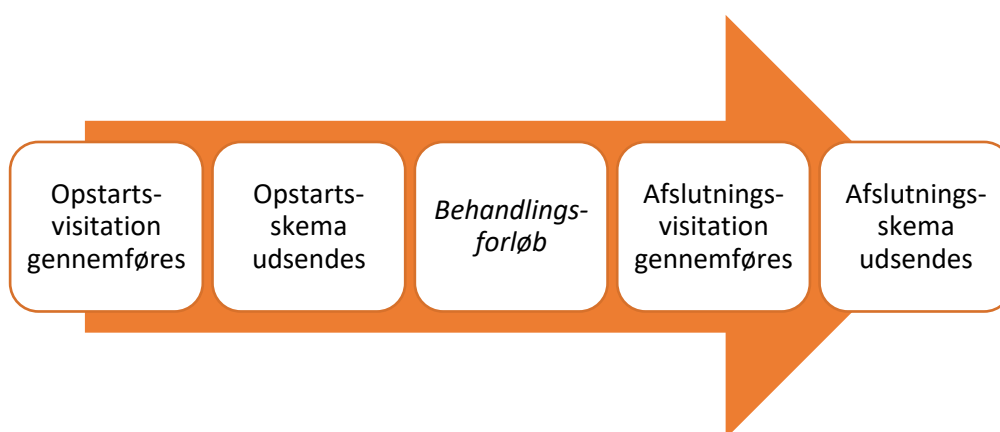 Opstarts-
visitation
gennemføres
Opstarts-
skema
udsendes
Behandlings-
forløb
Afslutnings-
visitation
gennemføres
Afslutnings-
skema
udsendes